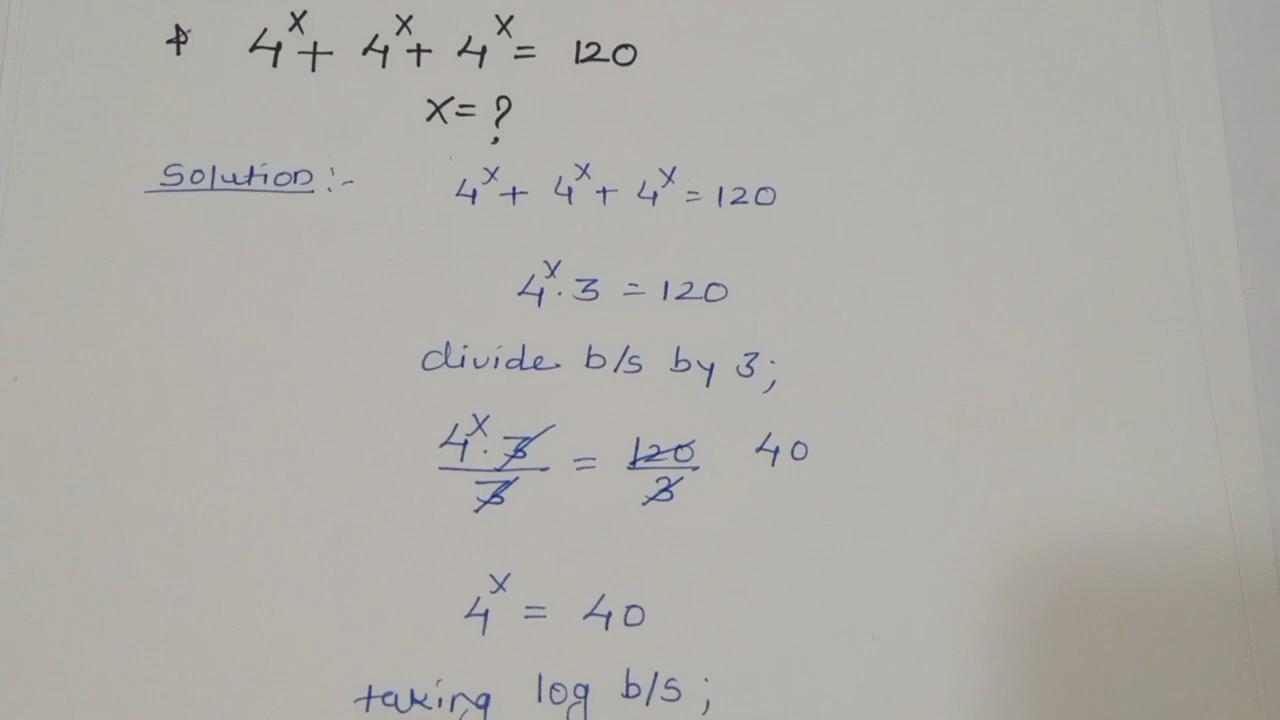 * 4^x + 4^x + 4^x = 120
x = ?
Solution :- 4^x + 4^x + 4^x = 120
4^x . 3 = 120
divide b/s by 3;
4^x . 3 / 3 = 120 / 3 40
4^x = 40
taking log b/s ;